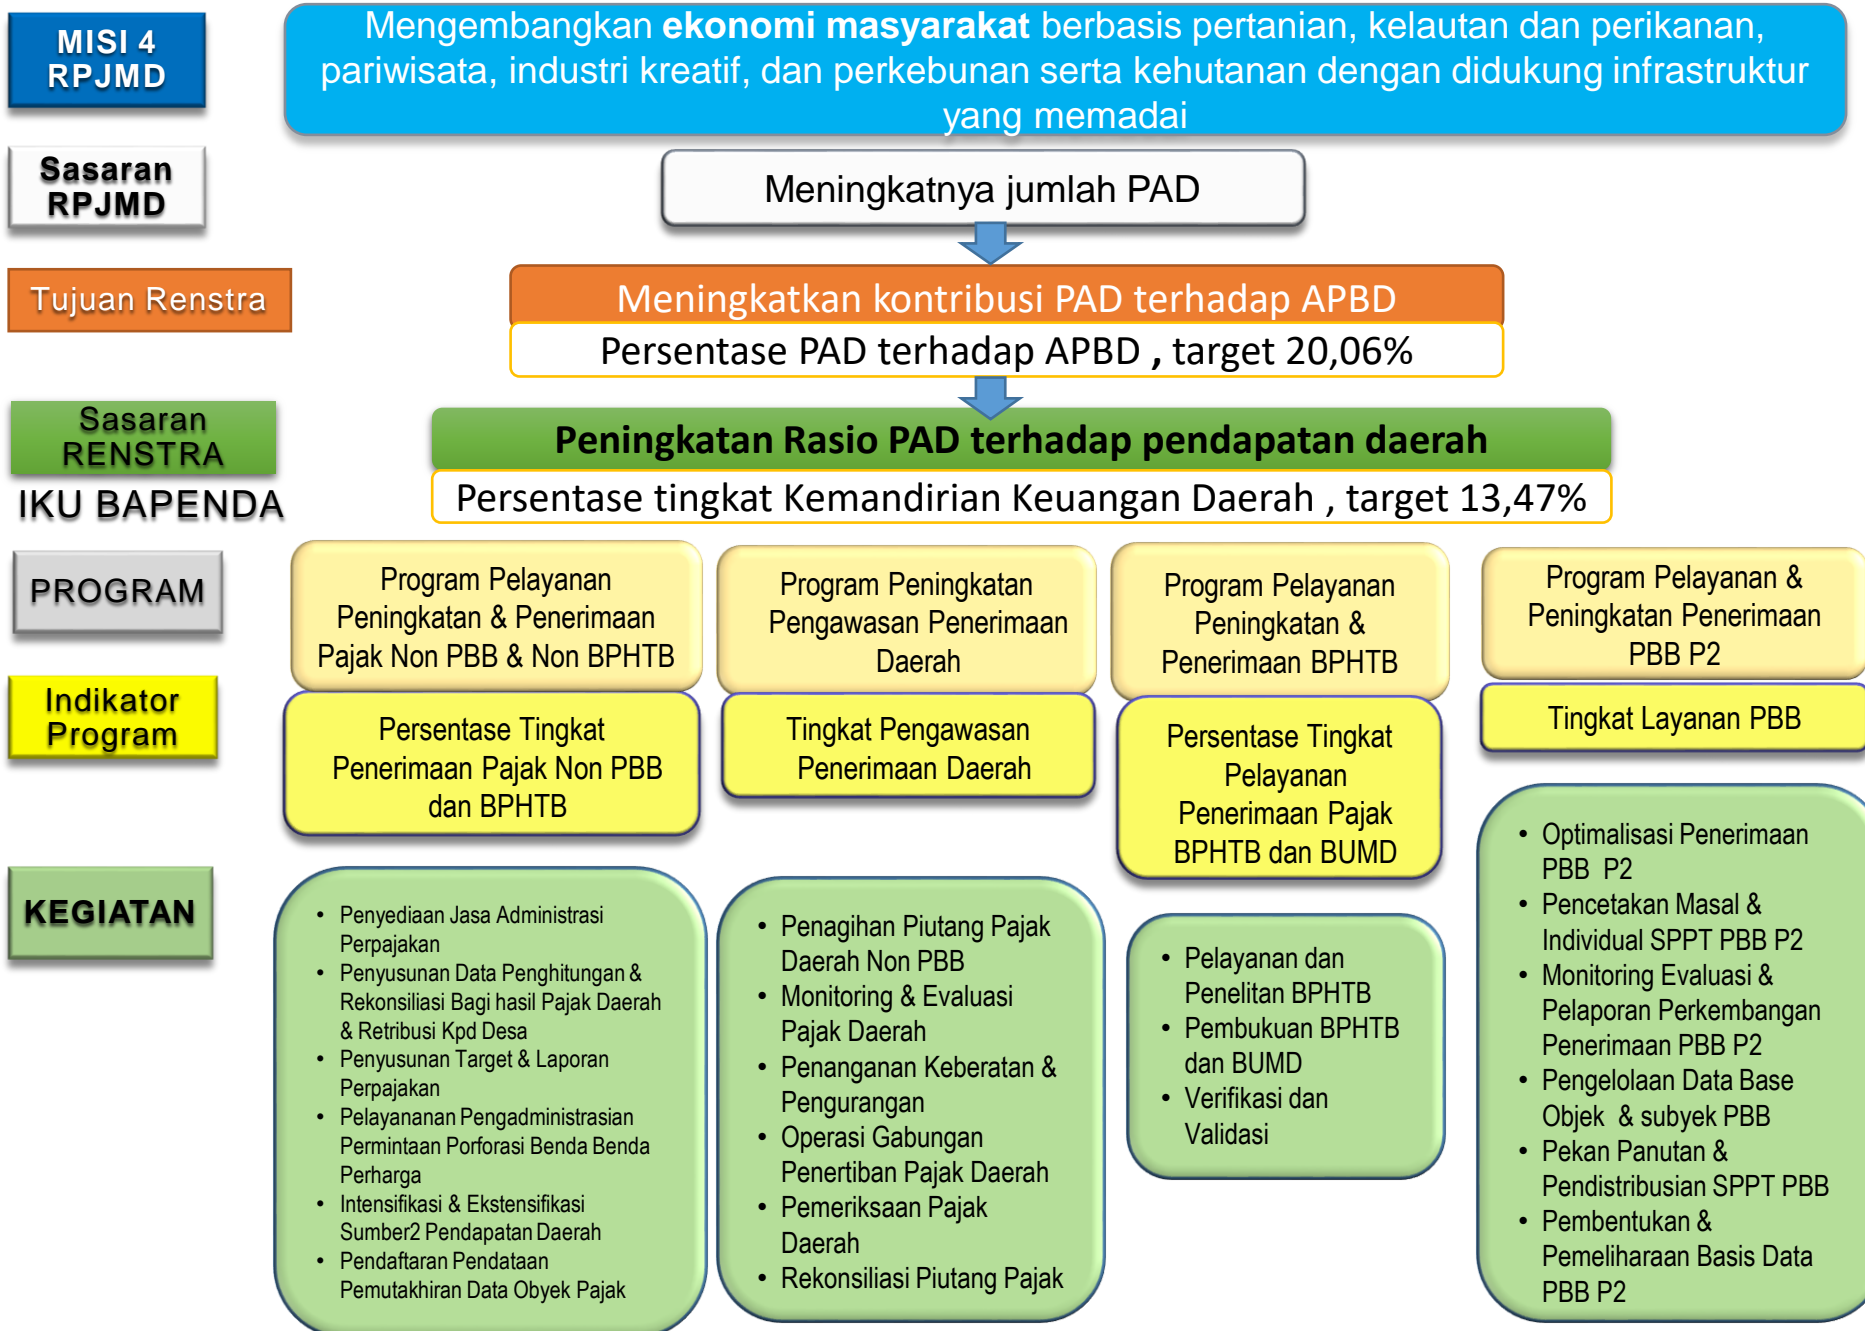 MISI 4
RPJMD
Mengembangkan ekonomi masyarakat berbasis pertanian, kelautan dan perikanan,
pariwisata, industri kreatif, dan perkebunan serta kehutanan dengan didukung infrastruktur
yang memadai
Sasaran
RPJMD
Meningkatnya jumlah PAD
Tujuan Renstra
Meningkatkan kontribusi PAD terhadap APBD
Persentase PAD terhadap APBD , target 20,06%
Sasaran
RENSTRA
IKU BAPENDA
Peningkatan Rasio PAD terhadap pendapatan daerah
Persentase tingkat Kemandirian Keuangan Daerah , target 13,47%
PROGRAM
Program Pelayanan
Peningkatan & Penerimaan
Pajak Non PBB & Non BPHTB
Program Peningkatan
Pengawasan Penerimaan
Daerah
Program Pelayanan
Peningkatan &
Penerimaan BPHTB
Program Pelayanan &
Peningkatan Penerimaan
PBB P2
Indikator
Program
Persentase Tingkat
Penerimaan Pajak Non PBB
dan BPHTB
Tingkat Pengawasan
Penerimaan Daerah
Persentase Tingkat
Pelayanan
Penerimaan Pajak
BPHTB dan BUMD
Tingkat Layanan PBB
KEGIATAN
• Penyediaan Jasa Administrasi
Perpajakan
• Penyusunan Data Penghitungan &
Rekonsiliasi Bagi hasil Pajak Daerah
& Retribusi Kpd Desa
• Penyusunan Target & Laporan
Perpajakan
• Pelayananan Pengadministrasian
Permintaan Porforasi Benda Benda
Perharga
• Intensifikasi & Ekstensifikasi
Sumber2 Pendapatan Daerah
• Pendaftaran Pendataan
Pemutakhiran Data Obyek Pajak
• Penagihan Piutang Pajak
Daerah Non PBB
• Monitoring & Evaluasi
Pajak Daerah
• Penanganan Keberatan &
Pengurangan
• Operasi Gabungan
Penertiban Pajak Daerah
• Pemeriksaan Pajak
Daerah
• Rekonsiliasi Piutang Pajak
• Pelayanan dan
Penelitan BPHTB
• Pembukuan BPHTB
dan BUMD
• Verifikasi dan
Validasi
• Optimalisasi Penerimaan
PBB P2
• Pencetakan Masal &
Individual SPPT PBB P2
• Monitoring Evaluasi &
Pelaporan Perkembangan
Penerimaan PBB P2
• Pengelolaan Data Base
Objek & subyek PBB
• Pekan Panutan &
Pendistribusian SPPT PBB
• Pembentukan &
Pemeliharaan Basis Data
PBB P2